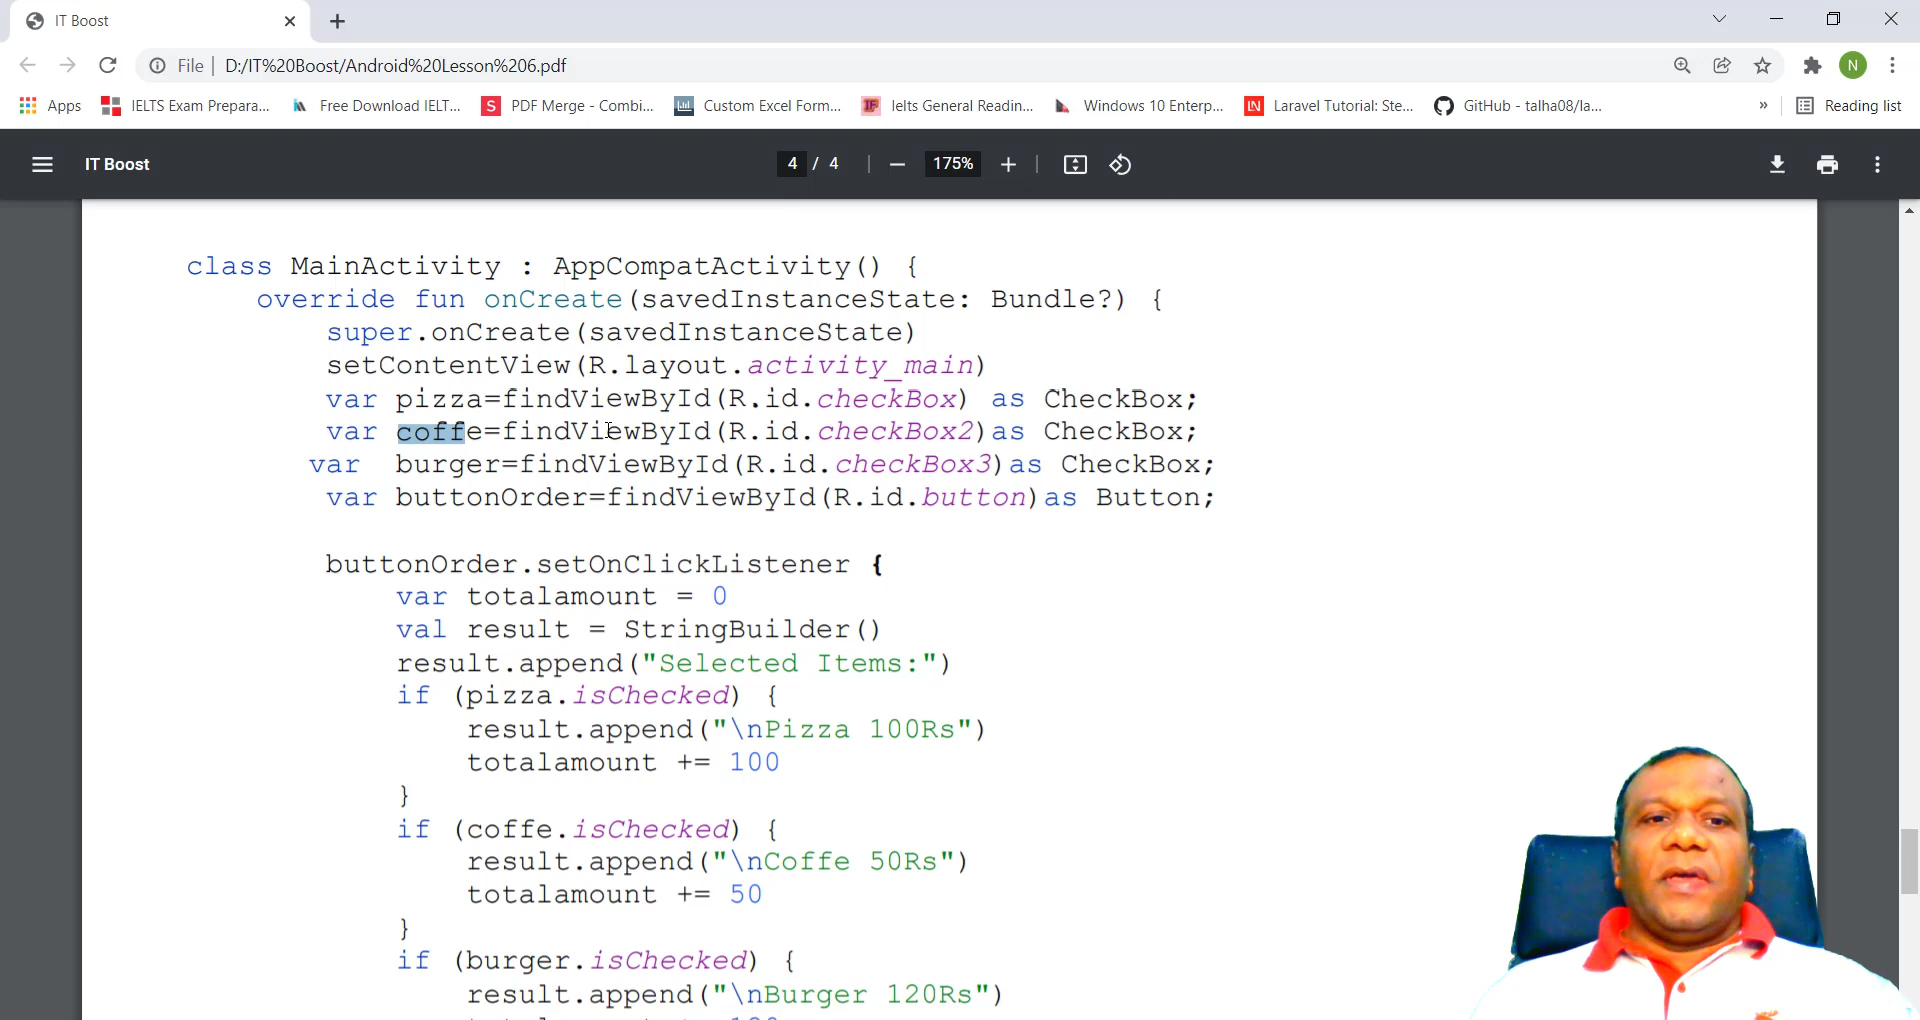 IT Boost
File | D:/IT%20Boost/Android%20Lesson%206.pdf
N
Apps IELTS Exam Prepara... Free Download IELT... S PDF Merge - Combi... Custom Excel Form... IF Ielts General Readin... Windows 10 Enterp... LN Laravel Tutorial: Ste... GitHub - talha08/la... » Reading list
IT Boost 4 / 4 175%
class MainActivity : AppCompatActivity() {
override fun onCreate(savedInstanceState: Bundle?) {
super.onCreate(savedInstanceState)
setContentView(R.layout.activity_main)
var pizza=findViewById(R.id.checkBox) as CheckBox;
var coffe=findViewById(R.id.checkBox2)as CheckBox;
var burger=findViewById(R.id.checkBox3)as CheckBox;
var buttonOrder=findViewById(R.id.button)as Button;
buttonOrder.setOnClickListener {
var totalamount = 0
val result = StringBuilder()
result.append("Selected Items:")
if (pizza.isChecked) {
result.append("\nPizza 100Rs")
totalamount += 100
}
if (coffe.isChecked) {
result.append("\nCoffe 50Rs")
totalamount += 50
}
if (burger.isChecked) {
result.append("\nBurger 120Rs")